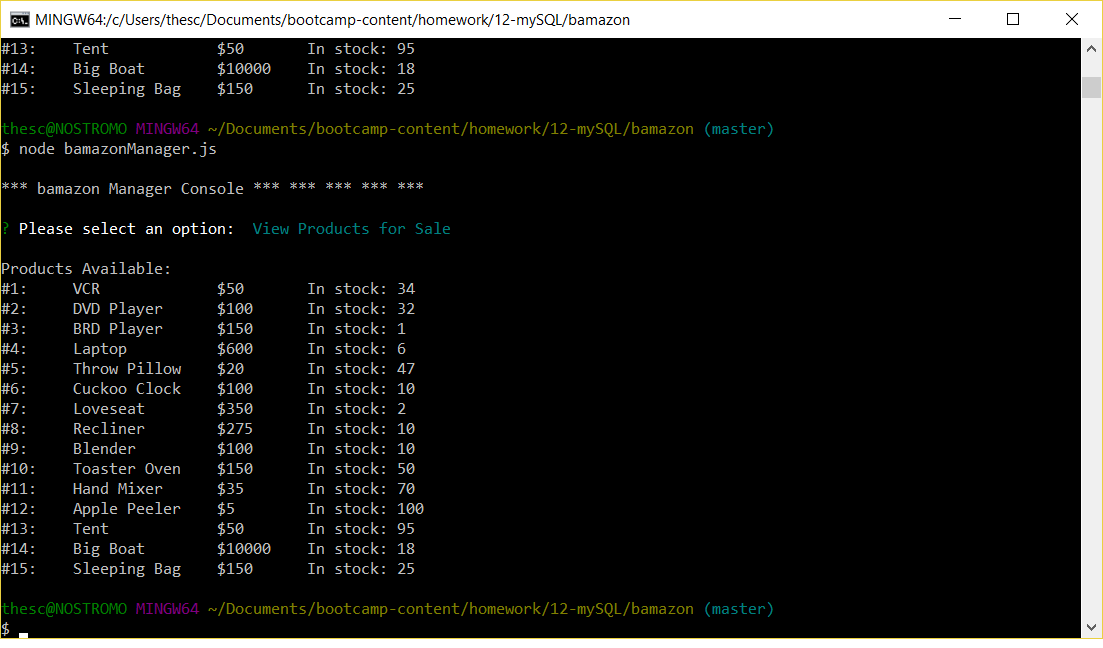 MINGW64:/c/Users/thesc/Documents/bootcamp-content/homework/12-mySQL/bamazon
#13: Tent $50 In stock: 95
#14: Big Boat $10000 In stock: 18
#15: Sleeping Bag $150 In stock: 25
thesc@NOSTROMO MINGW64 ~/Documents/bootcamp-content/homework/12-mySQL/bamazon (master)
$ node bamazonManager.js
*** bamazon Manager Console *** *** *** *** ***
? Please select an option: View Products for Sale
Products Available:
#1: VCR $50 In stock: 34
#2: DVD Player $100 In stock: 32
#3: BRD Player $150 In stock: 1
#4: Laptop $600 In stock: 6
#5: Throw Pillow $20 In stock: 47
#6: Cuckoo Clock $100 In stock: 10
#7: Loveseat $350 In stock: 2
#8: Recliner $275 In stock: 10
#9: Blender $100 In stock: 10
#10: Toaster Oven $150 In stock: 50
#11: Hand Mixer $35 In stock: 70
#12: Apple Peeler $5 In stock: 100
#13: Tent $50 In stock: 95
#14: Big Boat $10000 In stock: 18
#15: Sleeping Bag $150 In stock: 25
thesc@NOSTROMO MINGW64 ~/Documents/bootcamp-content/homework/12-mySQL/bamazon (master)
$